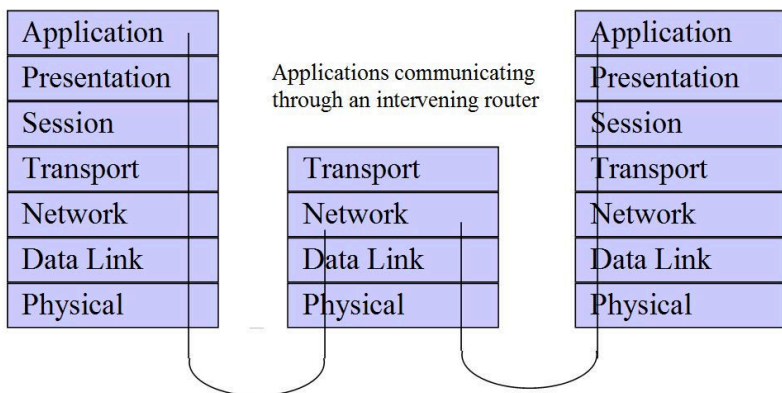 Application
Presentation
Session
Transport
Network
Data Link
Physical
Applications communicating
through an intervening router
Transport
Network
Data Link
Physical
Application
Presentation
Session
Transport
Network
Data Link
Physical